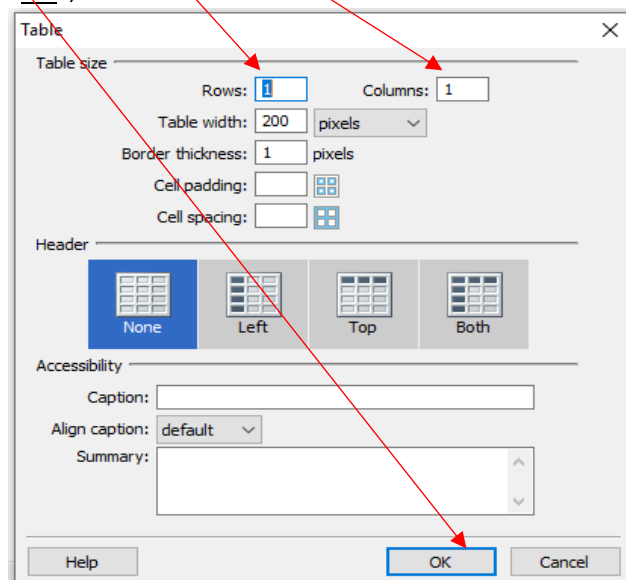 Table
Table size
Rows: 1 Columns: 1
Table width: 200 pixels
Border thickness: 1 pixels
Cell padding:
Cell spacing:
Header
None Left Top Both
Accessibility
Caption:
Align caption: default
Summary:
Help OK Cancel